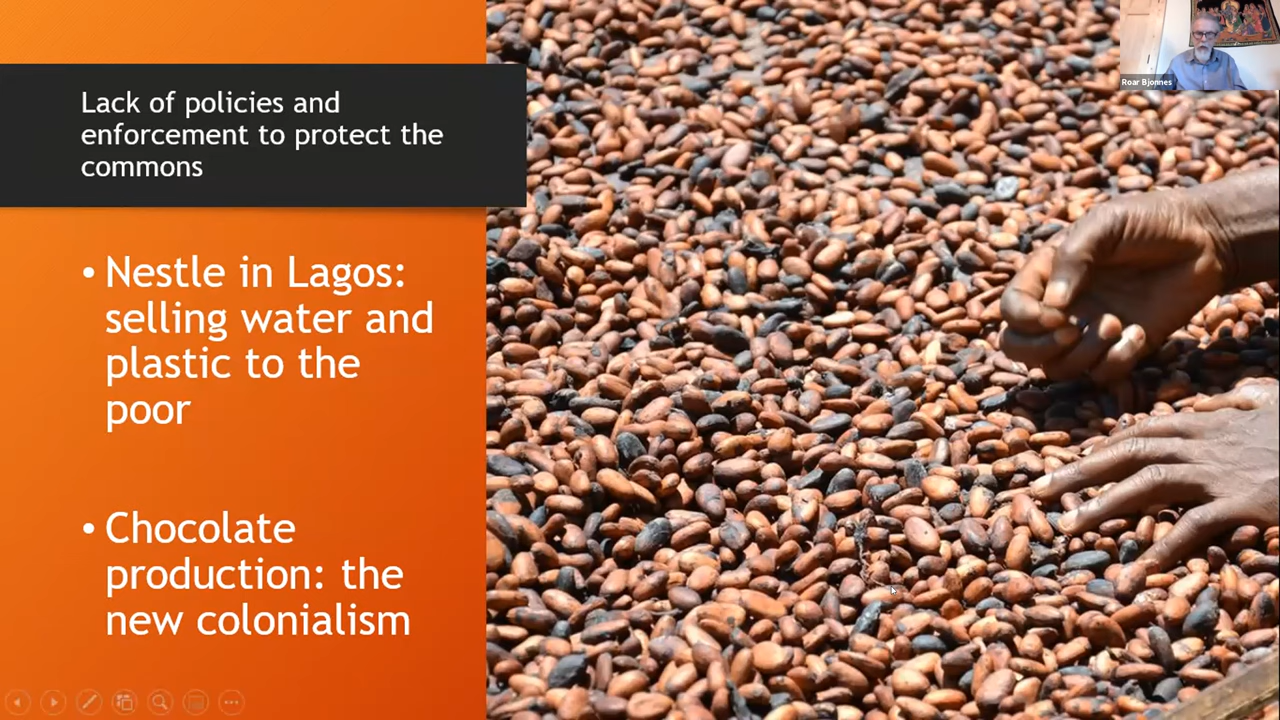 Lack of policies and
enforcement to protect the
commons
• Nestle in Lagos:
selling water and
plastic to the
poor
• Chocolate
production: the
new colonialism
Roar Bjonnes